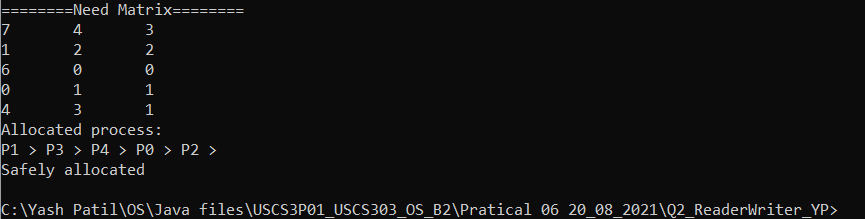 ========Need Matrix========
7 4 3
1 2 2
6 0 0
0 1 1
4 3 1
Allocated process:
P1 > P3 > P4 > P0 > P2 >
Safely allocated
C:\Yash Patil\OS\Java files\USCS3P01_USCS303_OS_B2\Pratical 06 20_08_2021\Q2_ReaderWriter_YP>